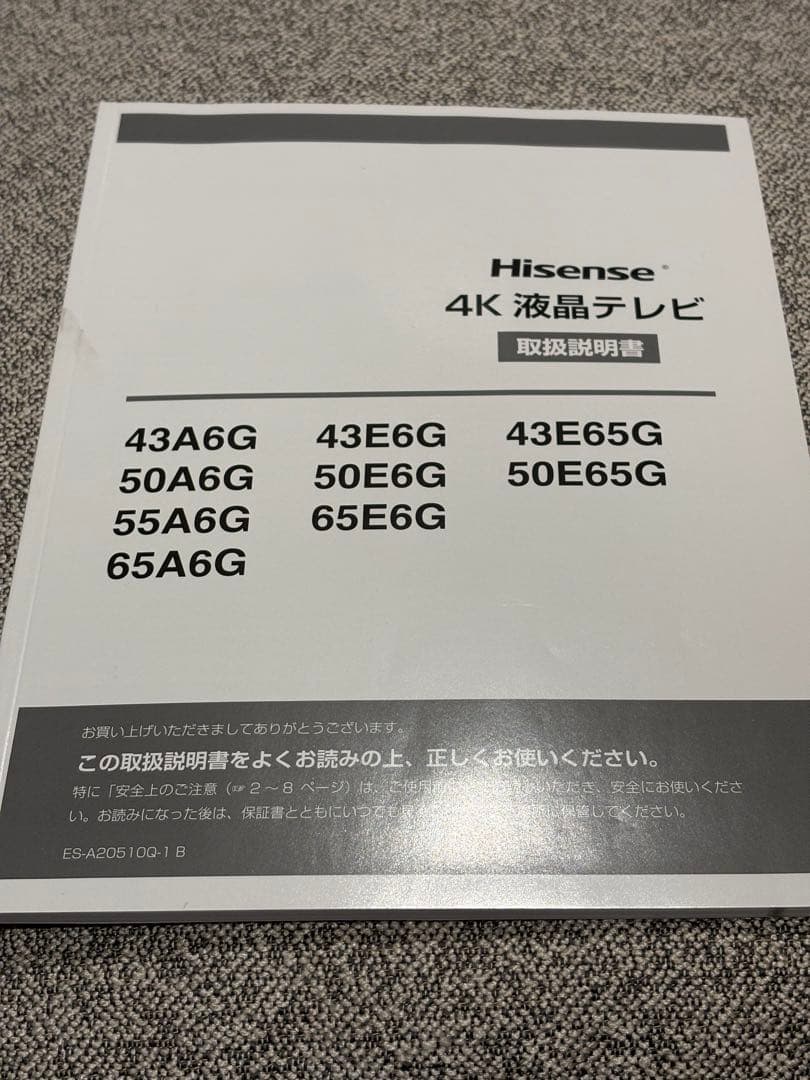 Hisense®
4K 液晶テレビ
取扱説明書
43A6G 43E6G 43E65G
50A6G 50E6G 50E65G
55A6G 65E6G
65A6G
お買い上げいただきましてありがとうございます。
この取扱説明書をよくお読みの上、正しくお使いください。
特に「安全上のご注意（☞ 2 ～ 8 ページ）は、ご使用前に いただき、安全にお使いくださ
い。お読みになった後は、保証書とともにいつでも 保管してください。
ES-A20510Q-1 B